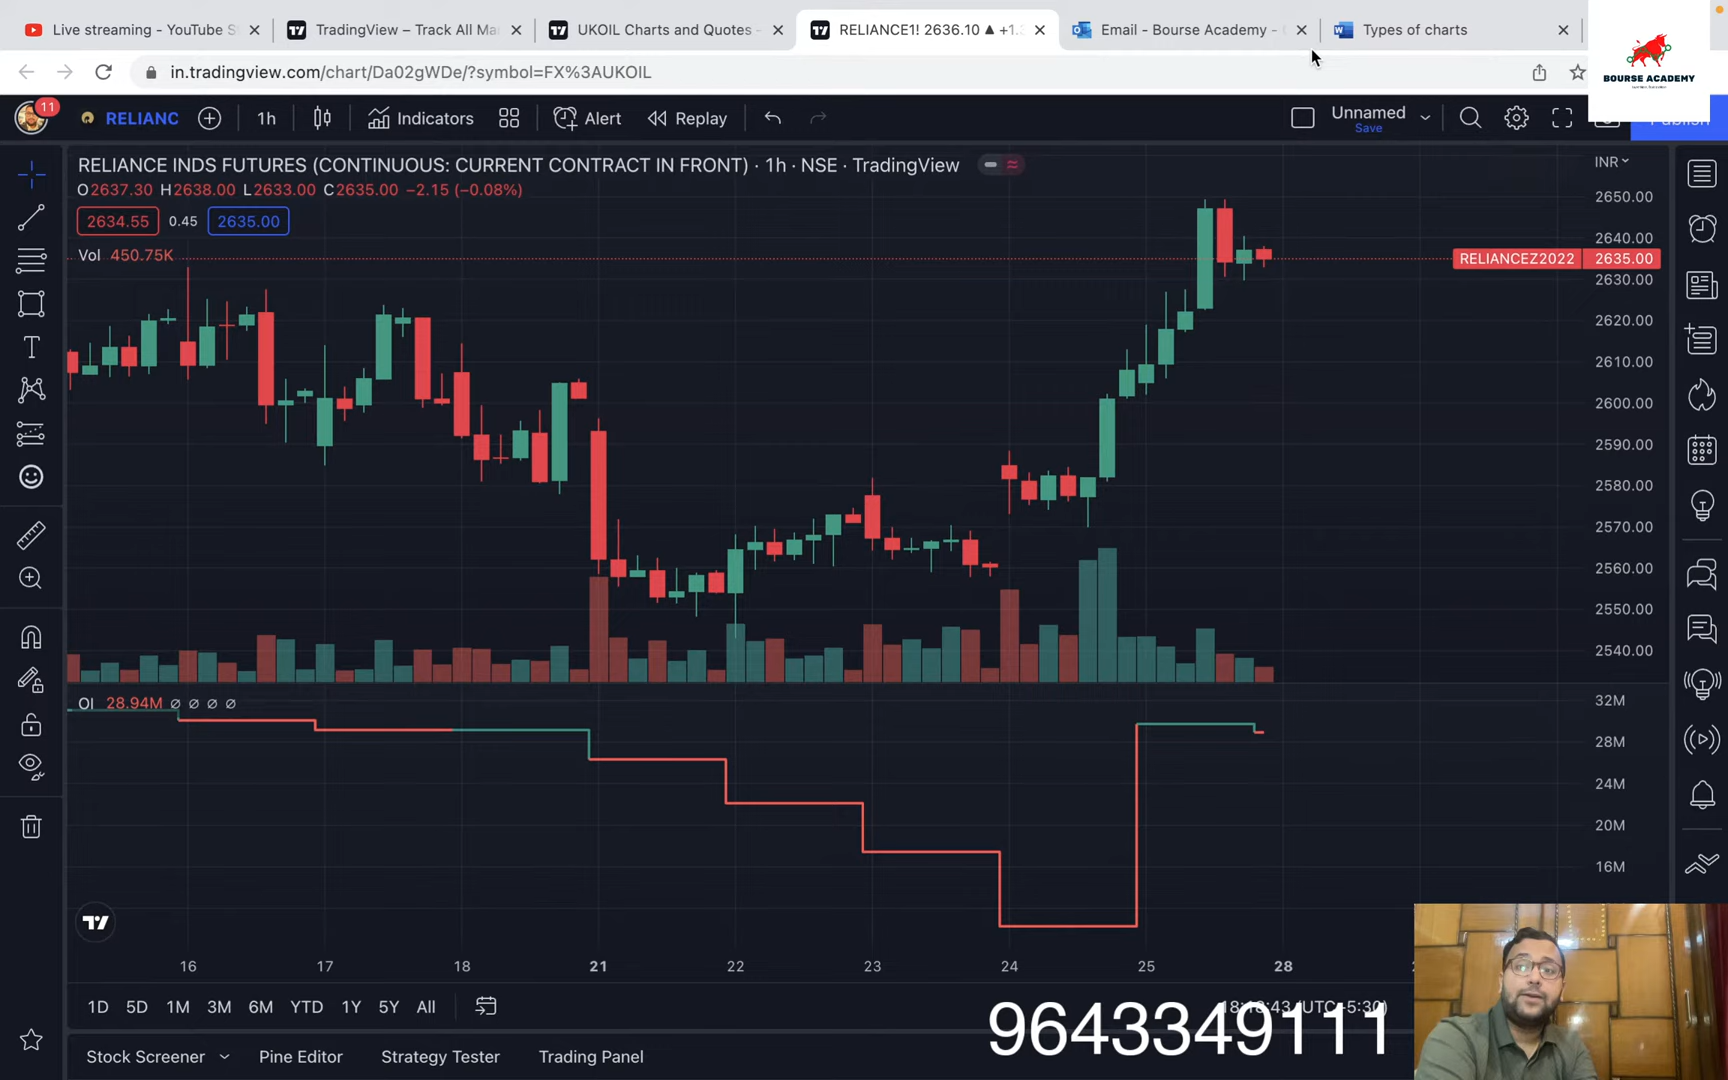 Live streaming - YouTube S
TradingView – Track All Ma
UKOIL Charts and Quotes -
RELIANCE1! 2636.10 ▲ +1.
Email - Bourse Academy -
Types of charts
in.tradingview.com/chart/Da02gWDe/?symbol=FX%3AUKOIL
BOURSE ACADEMY
11
RELIANC
1h
Indicators
Alert
Replay
Unnamed
Save
RELIANCE INDS FUTURES (CONTINUOUS: CURRENT CONTRACT IN FRONT) · 1h · NSE · TradingView
INR
O2637.30 H2638.00 L2633.00 C2635.00 −2.15 (−0.08%)
2634.55 0.45 2635.00
Vol 450.75K
2650.00
2640.00
RELIANCEZ2022 2635.00
2630.00
2620.00
2610.00
2600.00
2590.00
2580.00
2570.00
2560.00
2550.00
2540.00
OI 28.94M ∅ ∅ ∅ ∅
32M
28M
24M
20M
16M
16 17 18 21 22 23 24 25 28
1D 5D 1M 3M 6M YTD 1Y 5Y All
9643349111
Stock Screener Pine Editor Strategy Tester Trading Panel